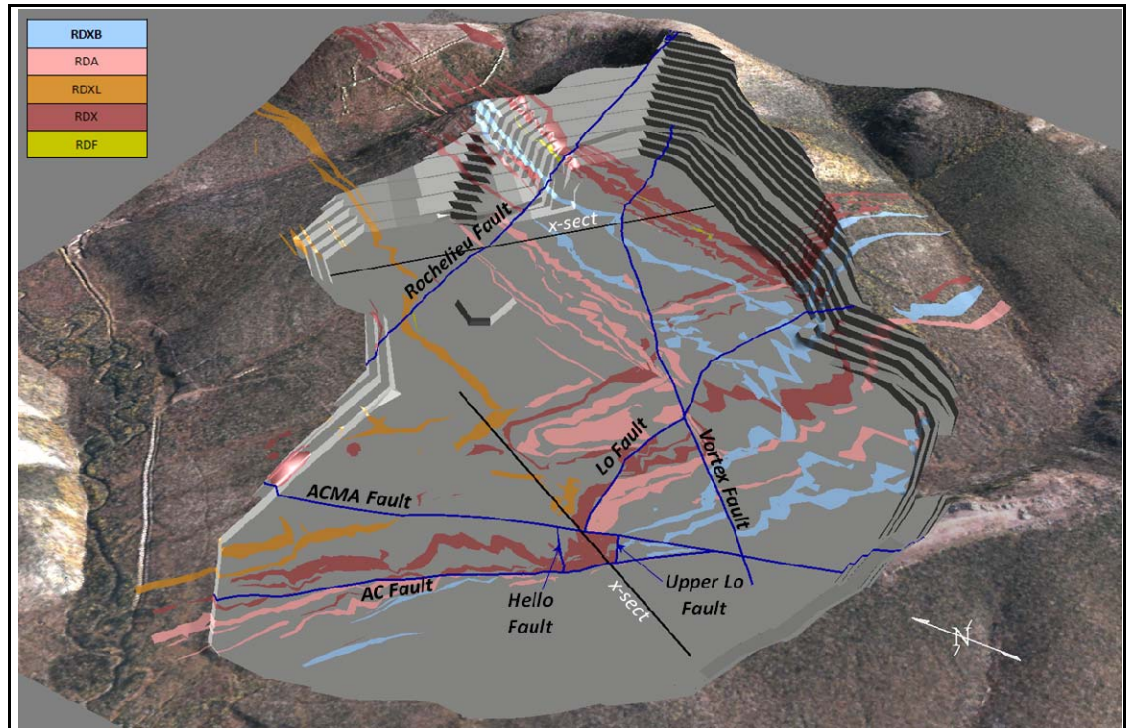 RDXB
RDA
RDXL
RDX
RDF
x-sect
Rochelieu Fault
Lo Fault
Vortex Fault
ACMA Fault
AC Fault
Hello
Fault
x-sect
Upper Lo
Fault
N